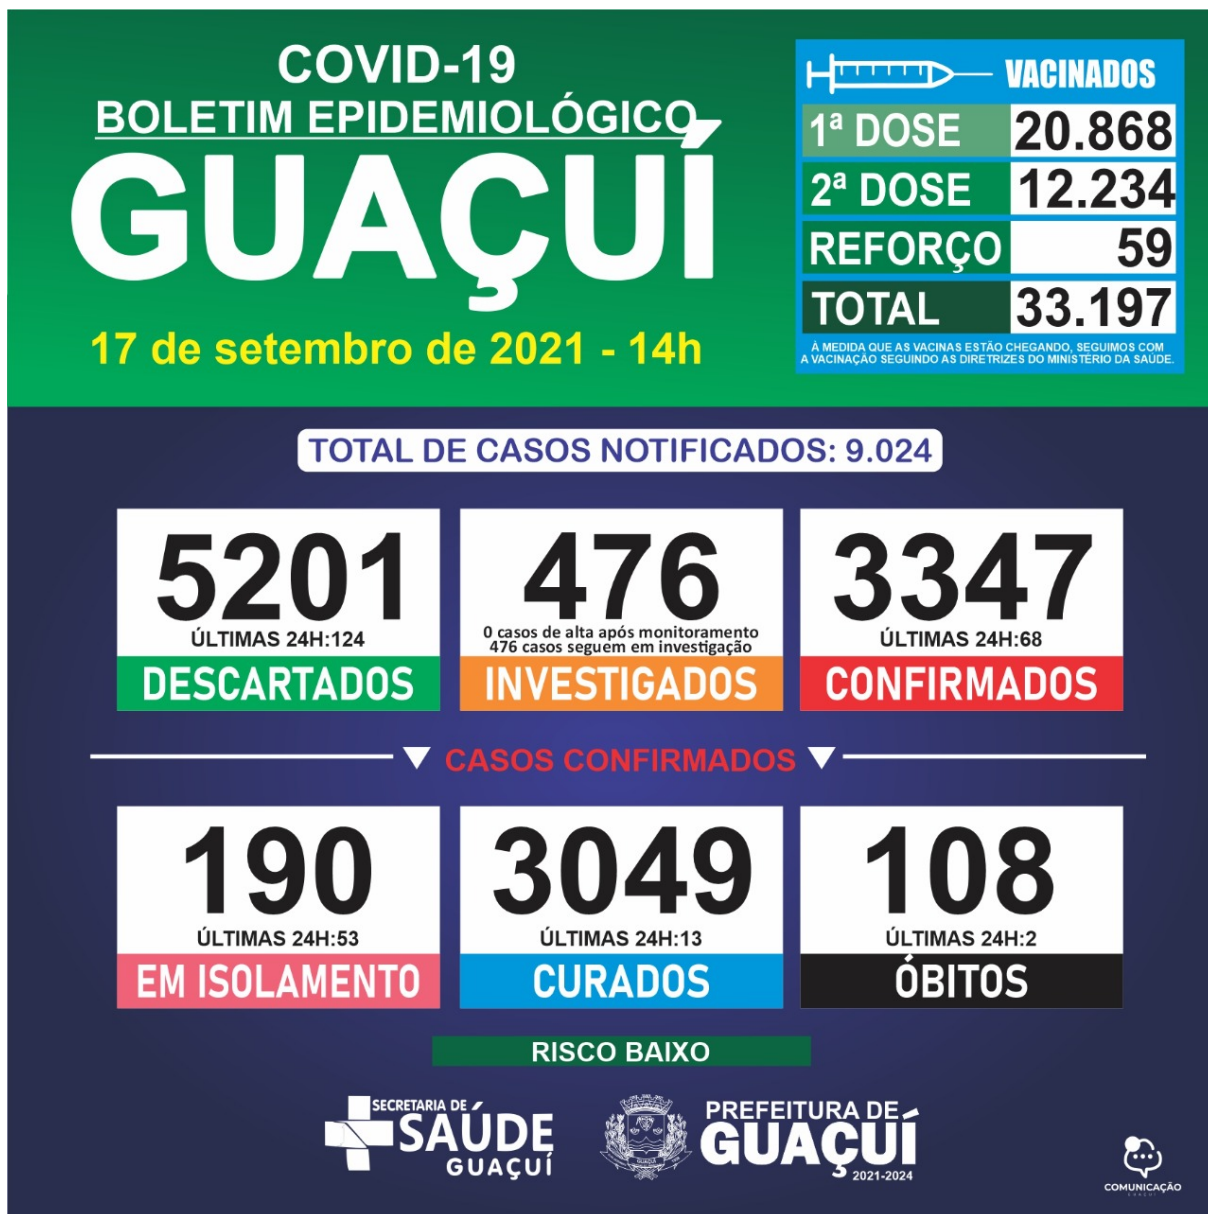 COVID-19
BOLETIM EPIDEMIOLÓGICO
GUAÇUÍ
17 de setembro de 2021 - 14h
VACINADOS
1ª DOSE 20.868
2ª DOSE 12.234
REFORÇO 59
TOTAL 33.197
À MEDIDA QUE AS VACINAS ESTÃO CHEGANDO, SEGUIMOS COM
A VACINAÇÃO SEGUINDO AS DIRETRIZES DO MINISTÉRIO DA SAÚDE.
TOTAL DE CASOS NOTIFICADOS: 9.024
5201
ÚLTIMAS 24H:124
DESCARTADOS
476
0 casos de alta após monitoramento
476 casos seguem em investigação
INVESTIGADOS
3347
ÚLTIMAS 24H:68
CONFIRMADOS
CASOS CONFIRMADOS
190
ÚLTIMAS 24H:53
EM ISOLAMENTO
3049
ÚLTIMAS 24H:13
CURADOS
108
ÚLTIMAS 24H:2
ÓBITOS
RISCO BAIXO
SECRETARIA DE
SAÚDE
GUAÇUÍ
PREFEITURA DE
GUAÇUÍ
2021-2024
COMUNICAÇÃO
GUAÇUÍ